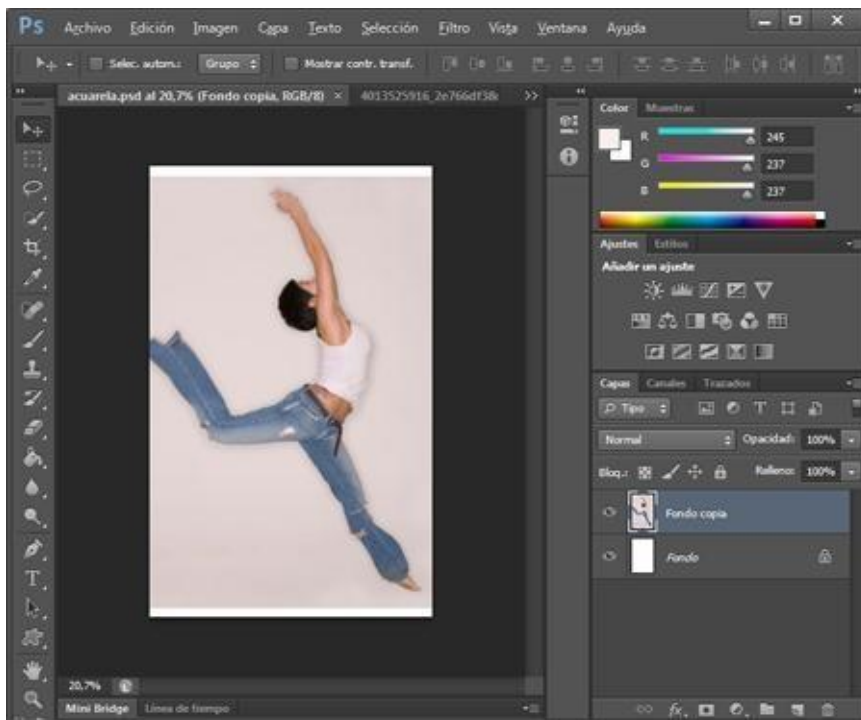 Ps Archivo Edición Imagen Capa Texto Selección Filtro Vista Ventana Ayuda
Selec. autom.: Grupo Mostrar contr. transf.
acuarela.psd al 20,7% (Fondo copia, RGB/8) × >>
Color Muestras
R 245
G 237
B 237
Ajustes Estilos
Añadir un ajuste
Capas Canales Trazados
Tipo
Normal Opacidad: 100%
Bloq.: Relleno: 100%
Fondo copia
Fondo
20,7%
Mini Bridge Línea de tiempo
fx